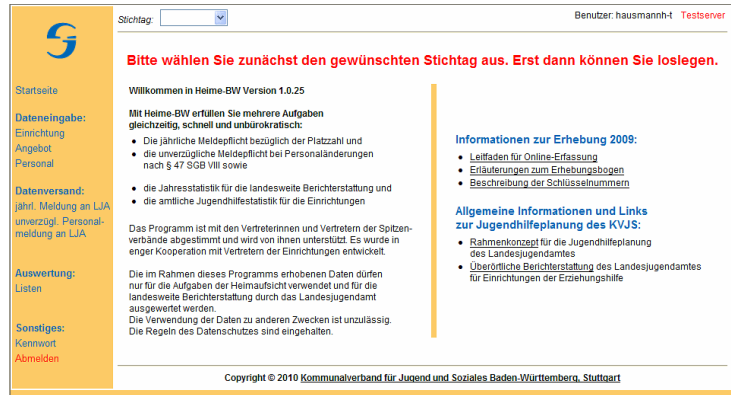 Stichtag:
Benutzer: hausmannh-t Testserver
Bitte wählen Sie zunächst den gewünschten Stichtag aus. Erst dann können Sie loslegen.
Startseite
Dateneingabe:
Einrichtung
Angebot
Personal
Datenversand:
jährl. Meldung an LJA
unverzügl. Personal-
meldung an LJA
Auswertung:
Listen
Sonstiges:
Kennwort
Abmelden
Willkommen in Heime-BW Version 1.0.25
Mit Heime-BW erfüllen Sie mehrere Aufgaben
gleichzeitig, schnell und unbürokratisch:
• Die jährliche Meldepflicht bezüglich der Platzzahl und
• die unverzügliche Meldepflicht bei Personaländerungen
nach § 47 SGB VIII sowie
• die Jahresstatistik für die landesweite Berichterstattung und
• die amtliche Jugendhilfestatistik für die Einrichtungen
Das Programm ist mit den Vertreterinnen und Vertretern der Spitzen-
verbände abgestimmt und wird von ihnen unterstützt. Es wurde in
enger Kooperation mit Vertretern der Einrichtungen entwickelt.
Die im Rahmen dieses Programms erhobenen Daten dürfen
nur für die Aufgaben der Heimaufsicht verwendet und für die
landesweite Berichterstattung durch das Landesjugendamt
ausgewertet werden.
Die Verwendung der Daten zu anderen Zwecken ist unzulässig.
Die Regeln des Datenschutzes sind eingehalten.
Informationen zur Erhebung 2009:
• Leitfaden für Online-Erfassung
• Erläuterungen zum Erhebungsbogen
• Beschreibung der Schlüsselnummern
Allgemeine Informationen und Links
zur Jugendhilfeplanung des KVJS:
• Rahmenkonzept für die Jugendhilfeplanung
des Landesjugendamtes
• Überörtliche Berichterstattung des Landesjugendamtes
für Einrichtungen der Erziehungshilfe
Copyright © 2010 Kommunalverband für Jugend und Soziales Baden-Württemberg, Stuttgart